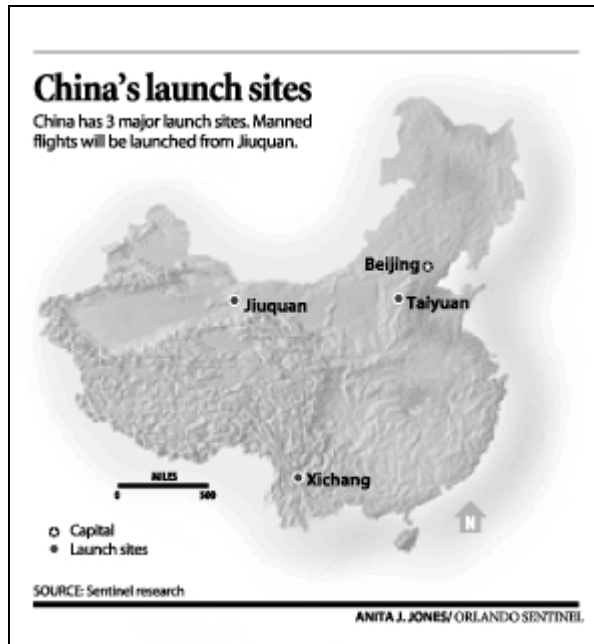 China's launch sites
China has 3 major launch sites. Manned
flights will be launched from Jiuquan.
Beijing
Jiuquan
Taiyuan
Xichang
MILES
0 500
N
Capital
Launch sites
SOURCE: Sentinel research
ANITA J. JONES/ ORLANDO SENTINEL